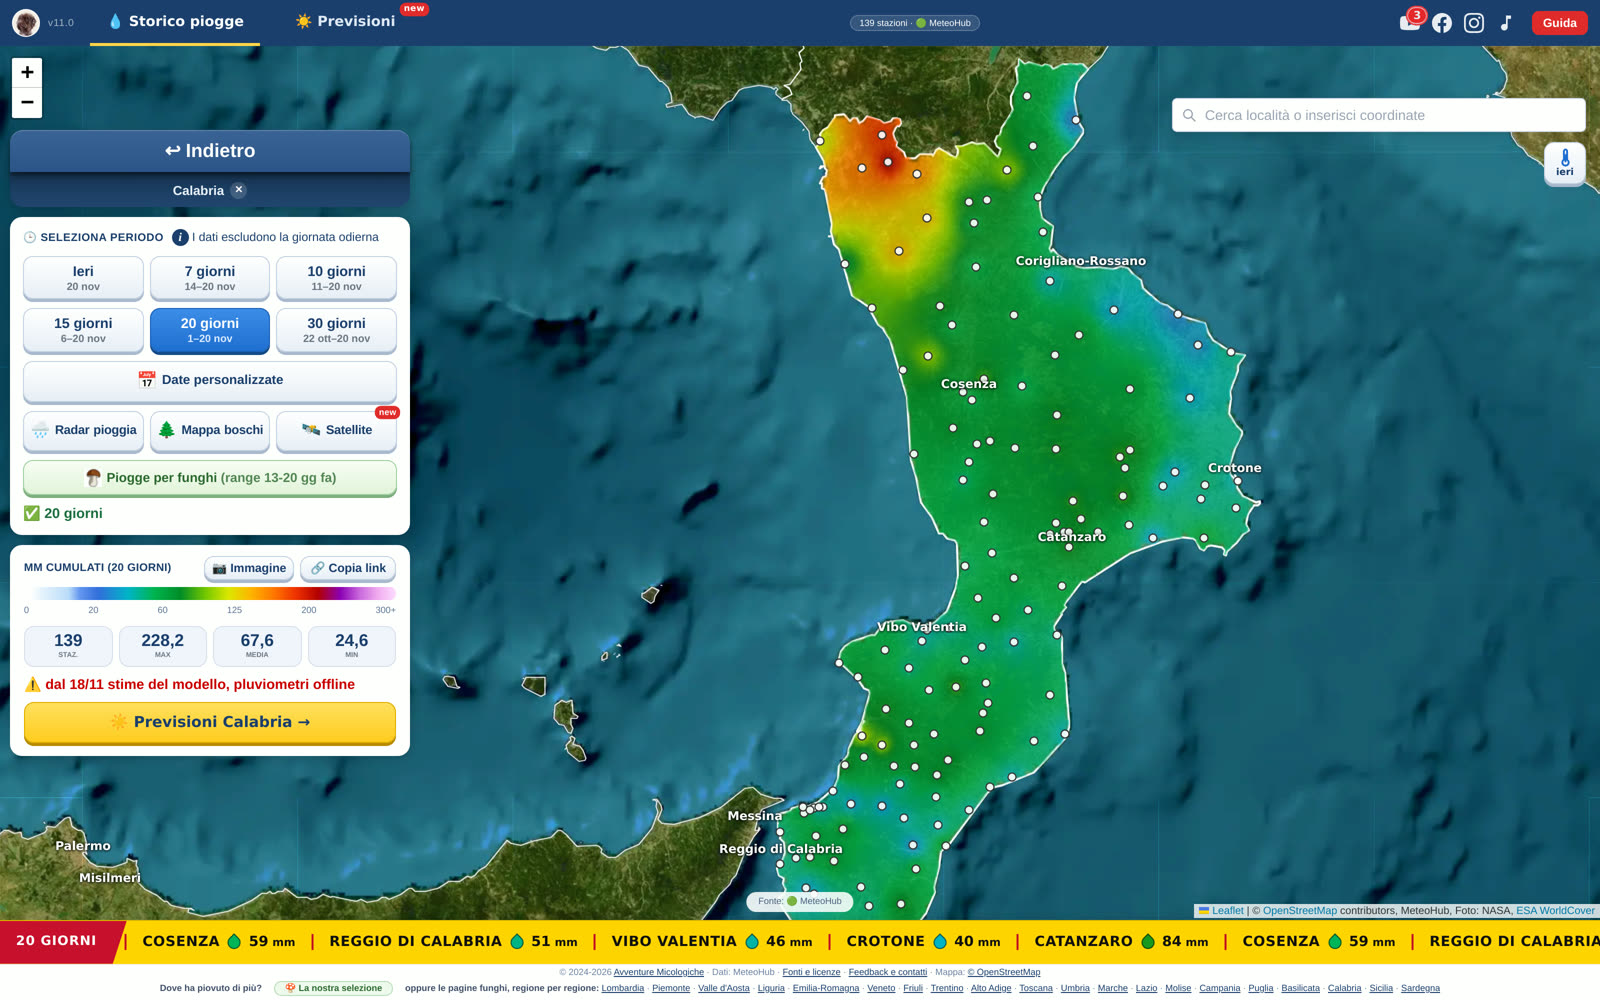 v11.0
Storico piogge
Previsioni
new
139 stazioni · MeteoHub
3
Guida
+
−
Cerca località o inserisci coordinate
ieri
↩ Indietro
Calabria ✕
SELEZIONA PERIODO i I dati escludono la giornata odierna
Ieri
20 nov
7 giorni
14–20 nov
10 giorni
11–20 nov
15 giorni
6–20 nov
20 giorni
1–20 nov
30 giorni
22 ott–20 nov
Date personalizzate
Radar pioggia
Mappa boschi
Satellite
new
Piogge per funghi (range 13-20 gg fa)
✅ 20 giorni
MM CUMULATI (20 GIORNI)
Immagine
Copia link
0 20 60 125 200 300+
139
STAZ.
228,2
MAX
67,6
MEDIA
24,6
MIN
⚠️ dal 18/11 stime del modello, pluviometri offline
Previsioni Calabria →
Corigliano-Rossano
Cosenza
Crotone
Catanzaro
Vibo Valentia
Messina
Reggio di Calabria
Palermo
Misilmeri
Fonte: MeteoHub
Leaflet | © OpenStreetMap contributors, MeteoHub, Foto: NASA, ESA WorldCover
20 GIORNI | COSENZA 59 mm | REGGIO DI CALABRIA 51 mm | VIBO VALENTIA 46 mm | CROTONE 40 mm | CATANZARO 84 mm | COSENZA 59 mm | REGGIO DI CALABRIA
© 2024-2026 Avventure Micologiche · Dati: MeteoHub · Fonti e licenze · Feedback e contatti · Mappa: © OpenStreetMap
Dove ha piovuto di più? La nostra selezione oppure le pagine funghi, regione per regione: Lombardia · Piemonte · Valle d'Aosta · Liguria · Emilia-Romagna · Veneto · Friuli · Trentino · Alto Adige · Toscana · Umbria · Marche · Lazio · Molise · Campania · Puglia · Basilicata · Calabria · Sicilia · Sardegna